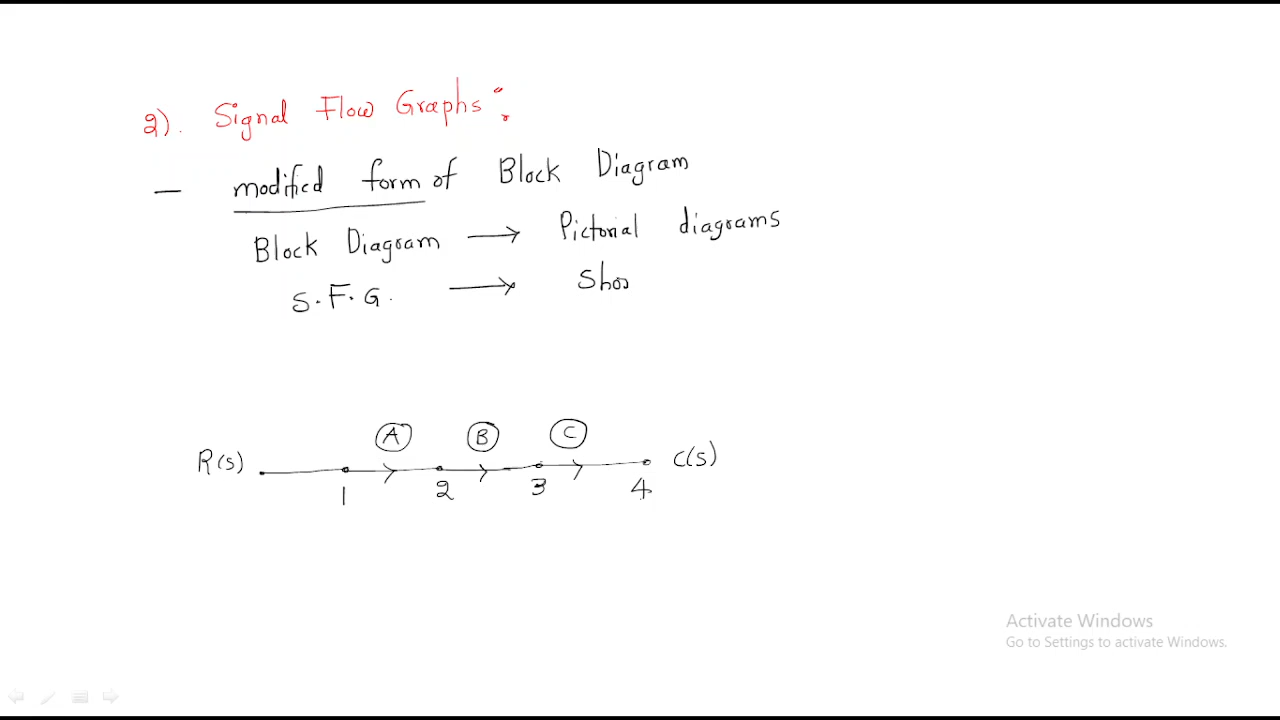 2). Signal Flow Graphs :
— modified form of Block Diagram
Block Diagram → Pictorial diagrams
S.F.G. → Sho
A B C
R(s) C(s)
1 2 3 4
Activate Windows
Go to Settings to activate Windows.